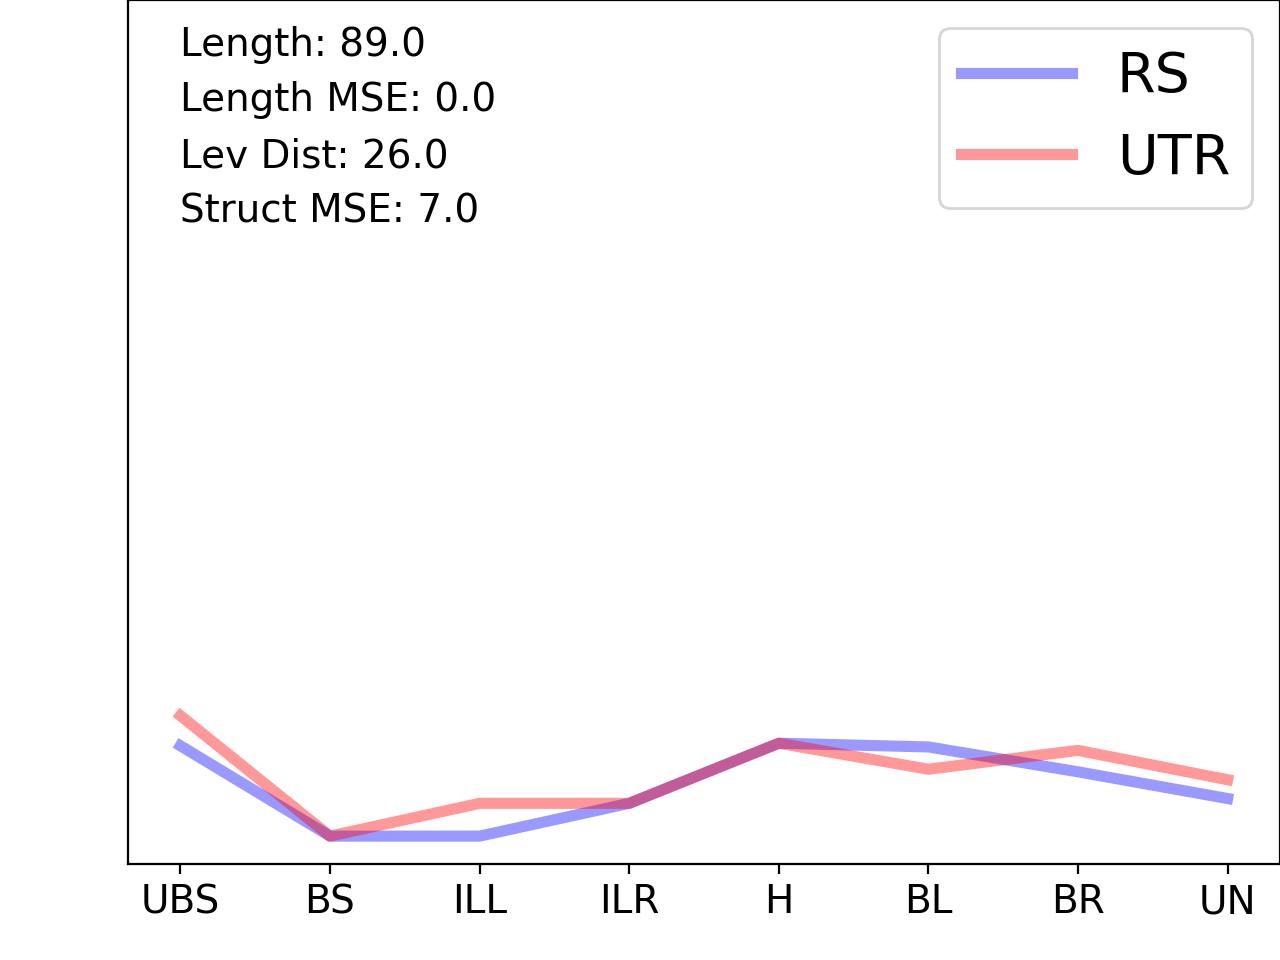 Length: 89.0
Length MSE: 0.0
Lev Dist: 26.0
Struct MSE: 7.0
RS
UTR
UBS BS ILL ILR H BL BR UN